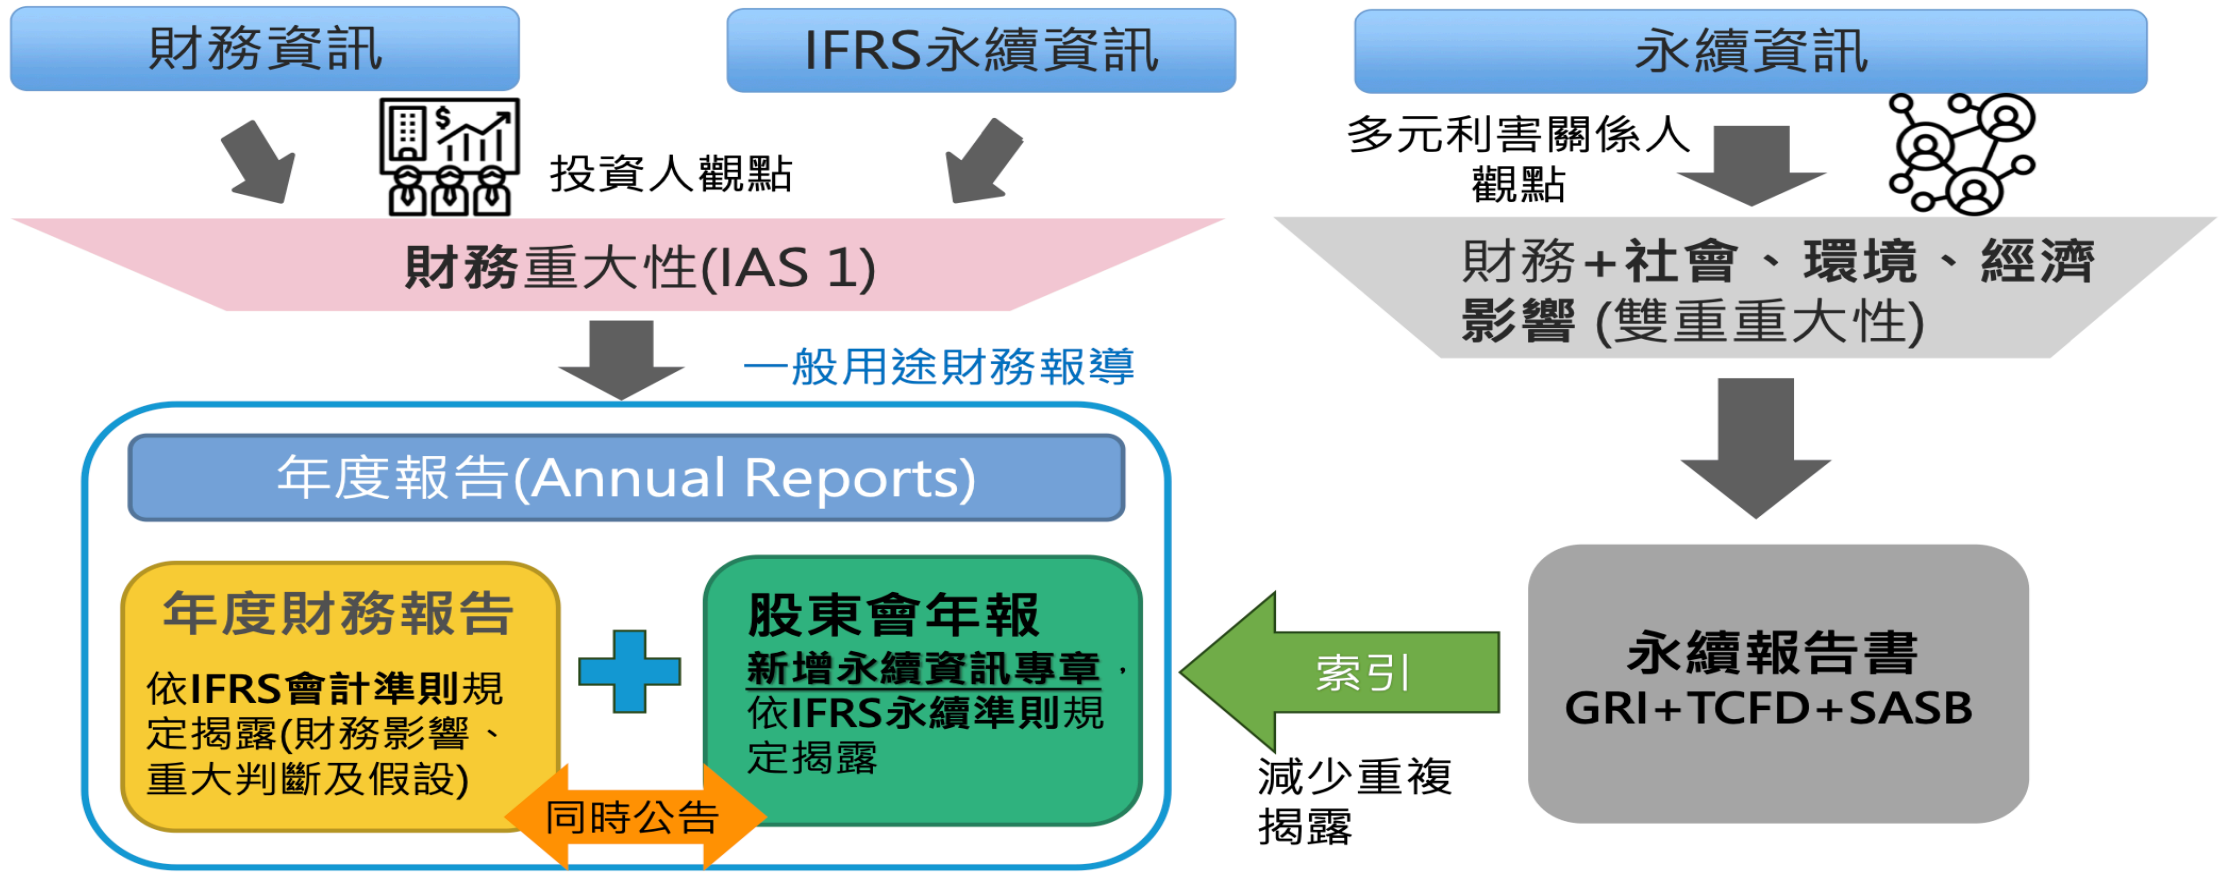 財務資訊
IFRS永續資訊
永續資訊
$
投資人觀點
多元利害關係人
觀點
財務重大性(IAS 1)
財務+社會、環境、經濟
影響 (雙重重大性)
一般用途財務報導
年度報告(Annual Reports)
年度財務報告
依IFRS會計準則規
定揭露(財務影響、
重大判斷及假設)
股東會年報
新增永續資訊專章，
依IFRS永續準則規
定揭露
同時公告
索引
減少重複
揭露
永續報告書
GRI+TCFD+SASB